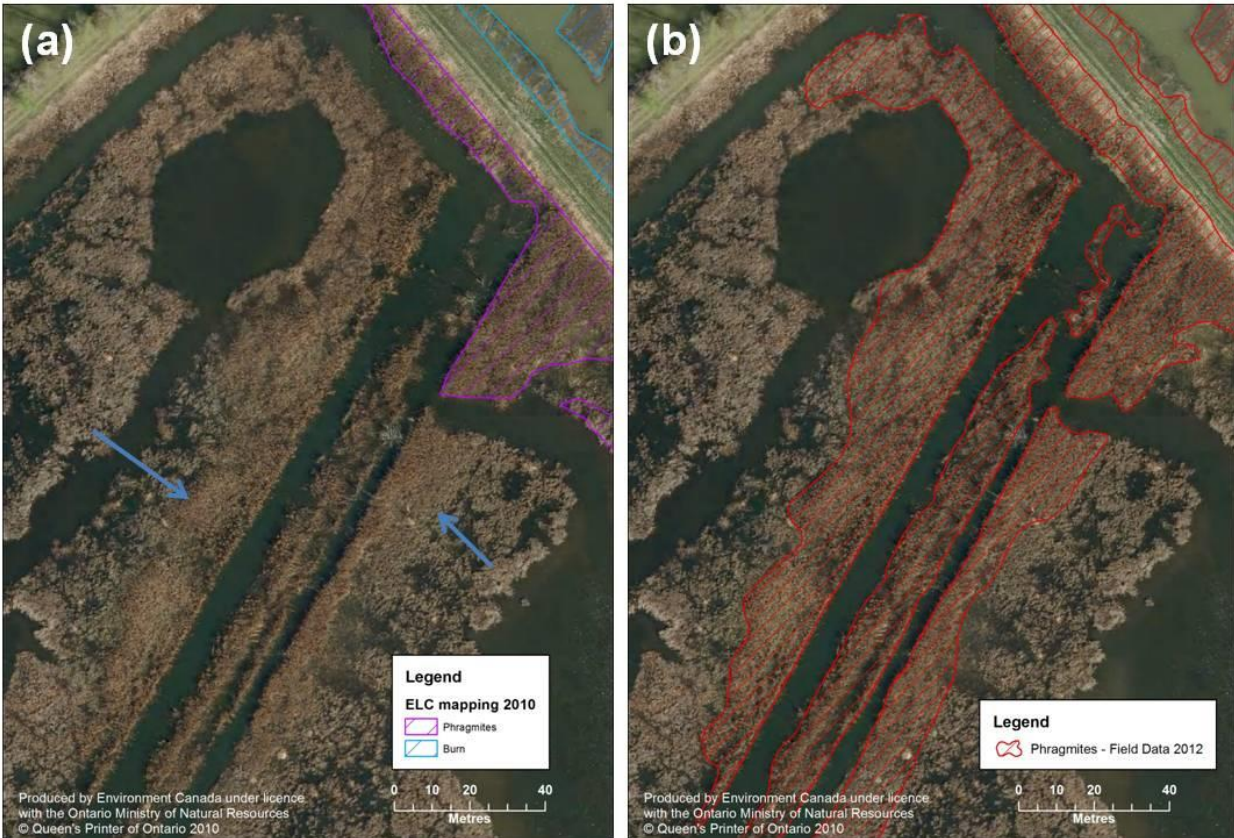 (a)
Legend
ELC mapping 2010
Phragmites
Burn
Produced by Environment Canada under licence
with the Ontario Ministry of Natural Resources
© Queen's Printer of Ontario 2010
0 10 20 40
Metres
(b)
Legend
Phragmites - Field Data 2012
Produced by Environment Canada under licence
with the Ontario Ministry of Natural Resources
© Queen's Printer of Ontario 2010
0 10 20 40
Metres